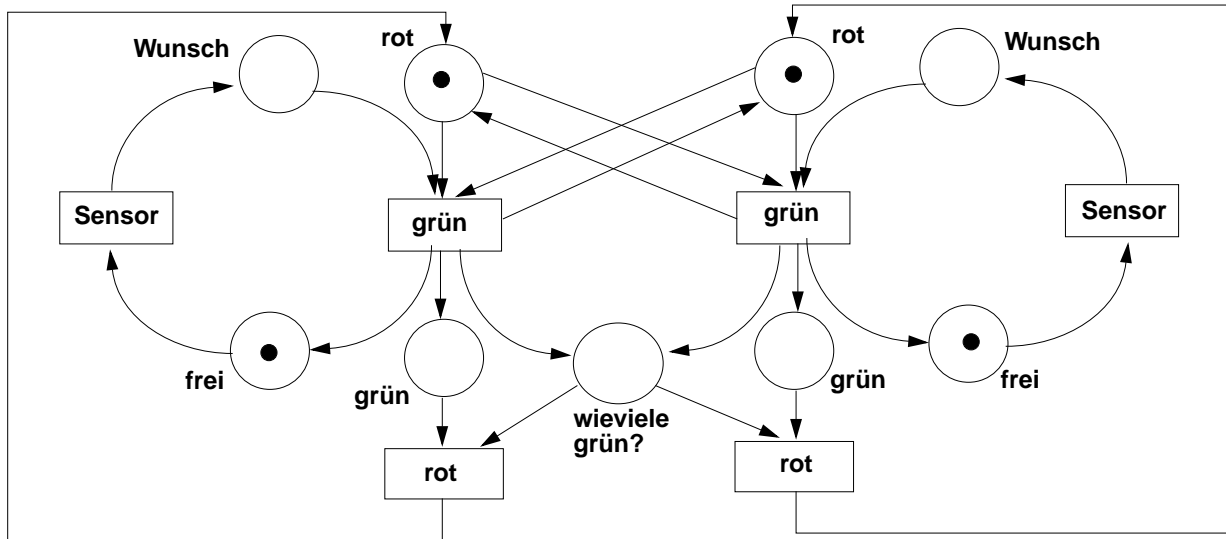 Wunsch
rot
rot
Wunsch
Sensor
grün
grün
Sensor
frei
grün
wieviele
grün?
grün
frei
rot
rot